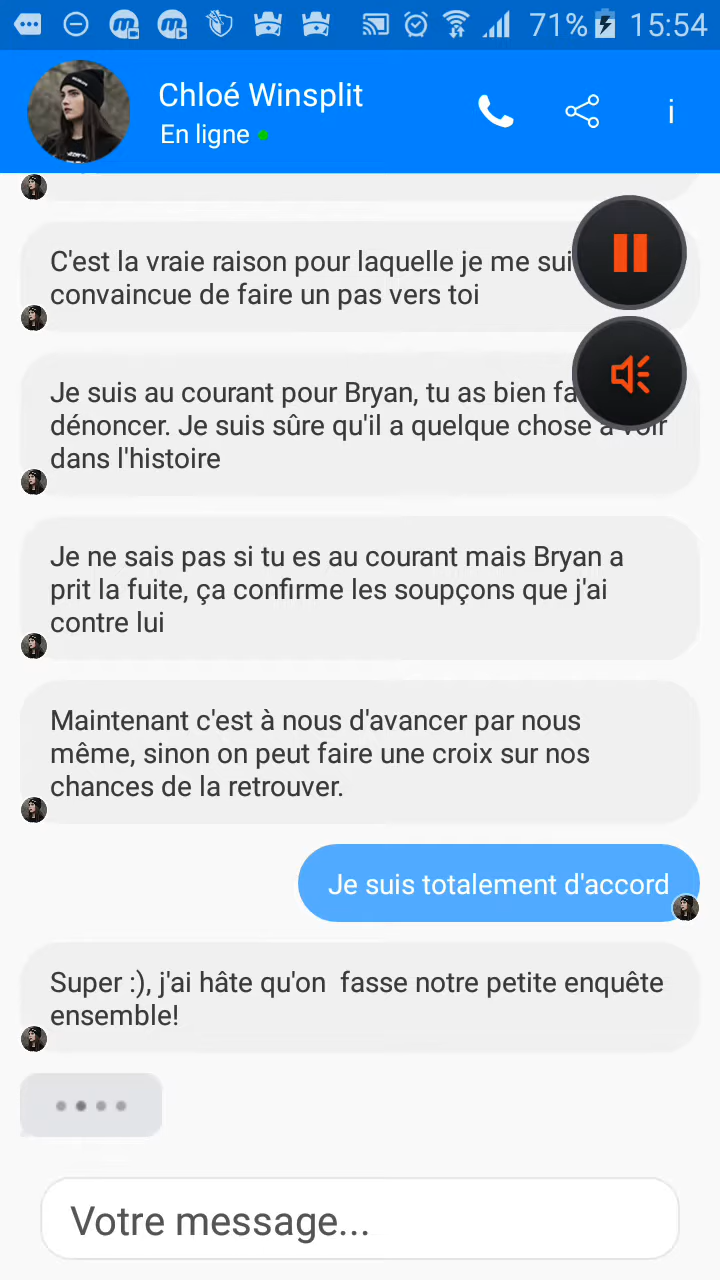 71% 15:54
Chloé Winsplit
En ligne
i
C'est la vraie raison pour laquelle je me
convaincue de faire un pas vers toi
Je suis au courant pour Bryan, tu as bien
dénoncer. Je suis sûre qu'il a quelque chose
dans l'histoire
Je ne sais pas si tu es au courant mais Bryan a
prit la fuite, ça confirme les soupçons que j'ai
contre lui
Maintenant c'est à nous d'avancer par nous
même, sinon on peut faire une croix sur nos
chances de la retrouver.
Je suis totalement d'accord
Super :), j'ai hâte qu'on  fasse notre petite enquête
ensemble!
Votre message...